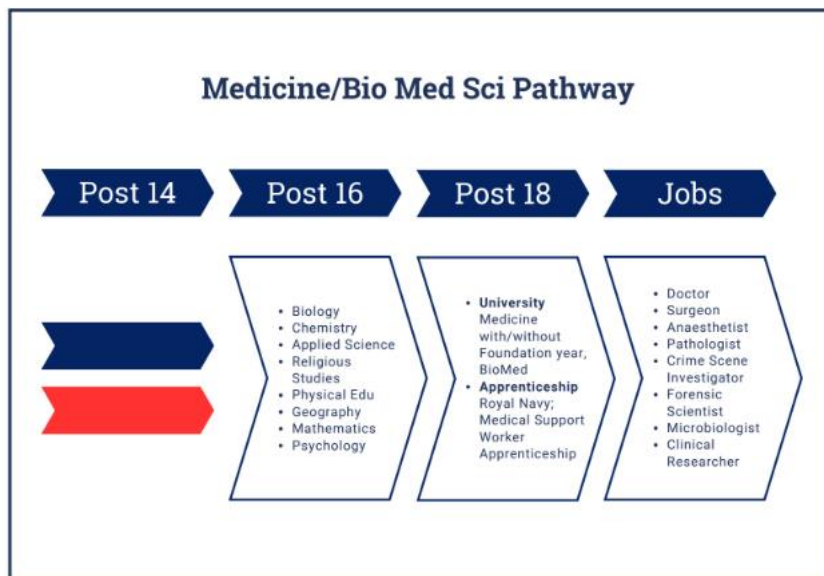 Medicine/Bio Med Sci Pathway
Post 14
Post 16
Post 18
Jobs
• Biology
• Chemistry
• Applied Science
• Religious
Studies
• Physical Edu
• Geography
• Mathematics
• Psychology
• University
Medicine
with/without
Foundation year,
BioMed
• Apprenticeship
Royal Navy;
Medical Support
Worker
Apprenticeship
• Doctor
• Surgeon
• Anaesthetist
• Pathologist
• Crime Scene
Investigator
• Forensic
Scientist
• Microbiologist
• Clinical
Researcher